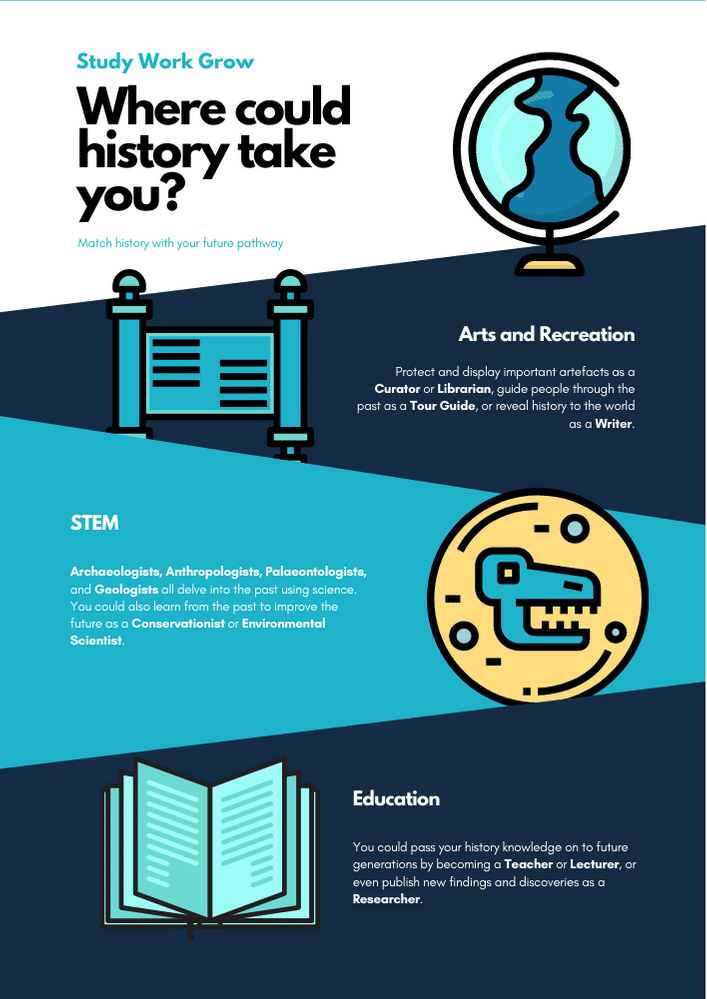 Study Work Grow
Where could
history take
you?
Match history with your future pathway
Arts and Recreation
Protect and display important artefacts as a
Curator or Librarian, guide people through the
past as a Tour Guide, or reveal history to the world
as a Writer.
STEM
Archaeologists, Anthropologists, Palaeontologists,
and Geologists all delve into the past using science.
You could also learn from the past to improve the
future as a Conservationist or Environmental
Scientist.
Education
You could pass your history knowledge on to future
generations by becoming a Teacher or Lecturer, or
even publish new findings and discoveries as a
Researcher.